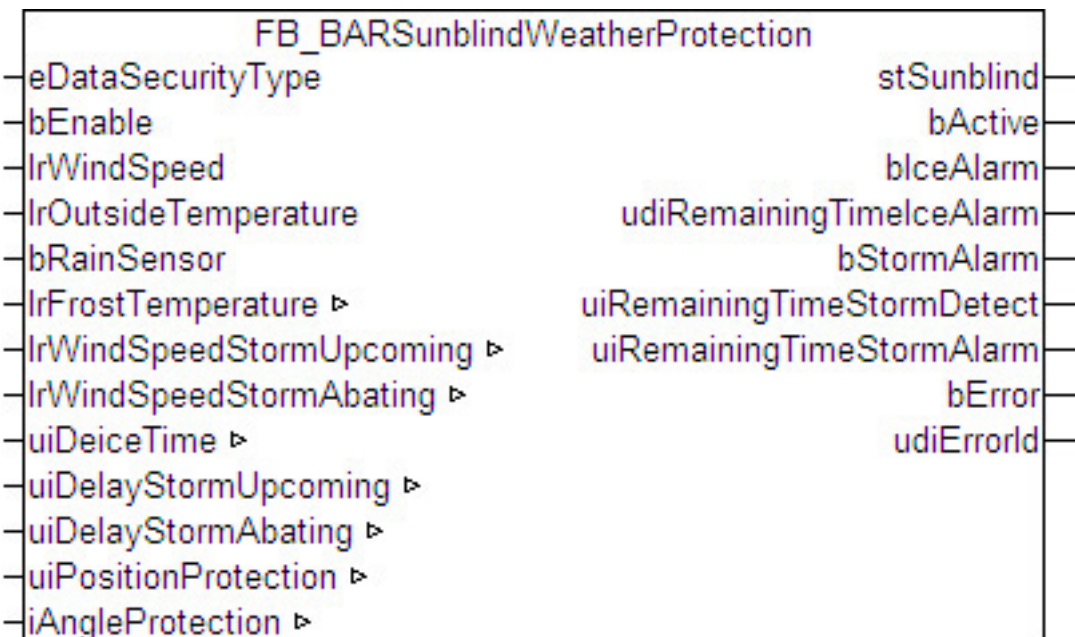 FB_BARSunblindWeatherProtection
eDataSecurityType stSunblind
bEnable bActive
lrWindSpeed bIceAlarm
lrOutsideTemperature udiRemainingTimeIceAlarm
bRainSensor bStormAlarm
lrFrostTemperature uiRemainingTimeStormDetect
lrWindSpeedStormUpcoming uiRemainingTimeStormAlarm
lrWindSpeedStormAbating bError
uiDeiceTime udiErrorId
uiDelayStormUpcoming
uiDelayStormAbating
uiPositionProtection
iAngleProtection